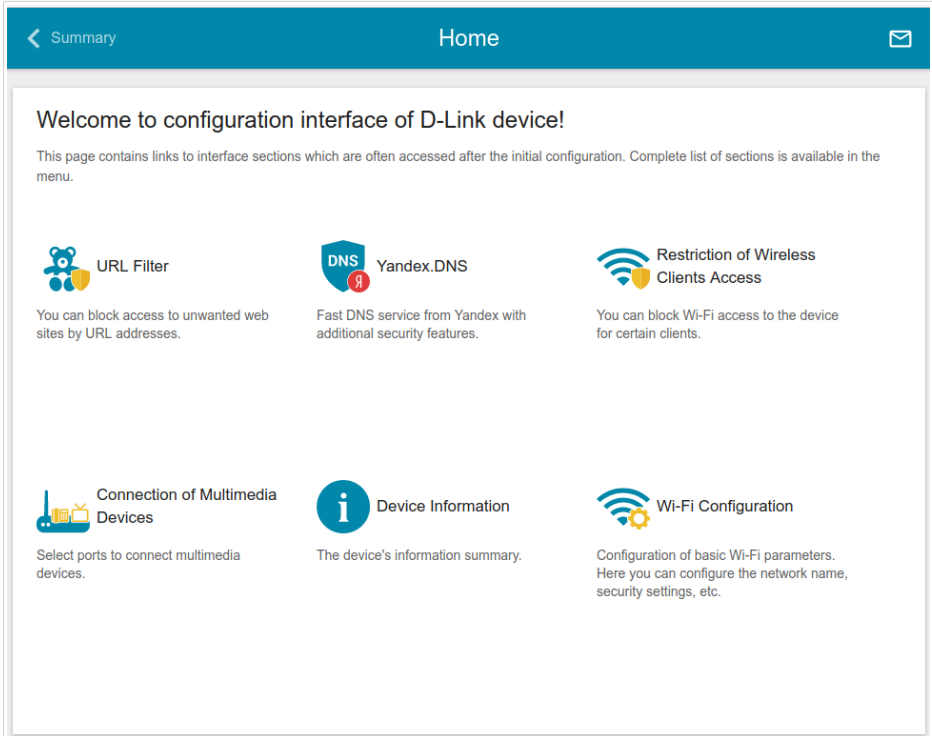 Summary
Home
Welcome to configuration interface of D-Link device!
This page contains links to interface sections which are often accessed after the initial configuration. Complete list of sections is available in the
menu.
URL Filter
You can block access to unwanted web
sites by URL addresses.
DNS
Я
Yandex.DNS
Fast DNS service from Yandex with
additional security features.
Restriction of Wireless
Clients Access
You can block Wi-Fi access to the device
for certain clients.
Connection of Multimedia
Devices
Select ports to connect multimedia
devices.
i
Device Information
The device's information summary.
Wi-Fi Configuration
Configuration of basic Wi-Fi parameters.
Here you can configure the network name,
security settings, etc.